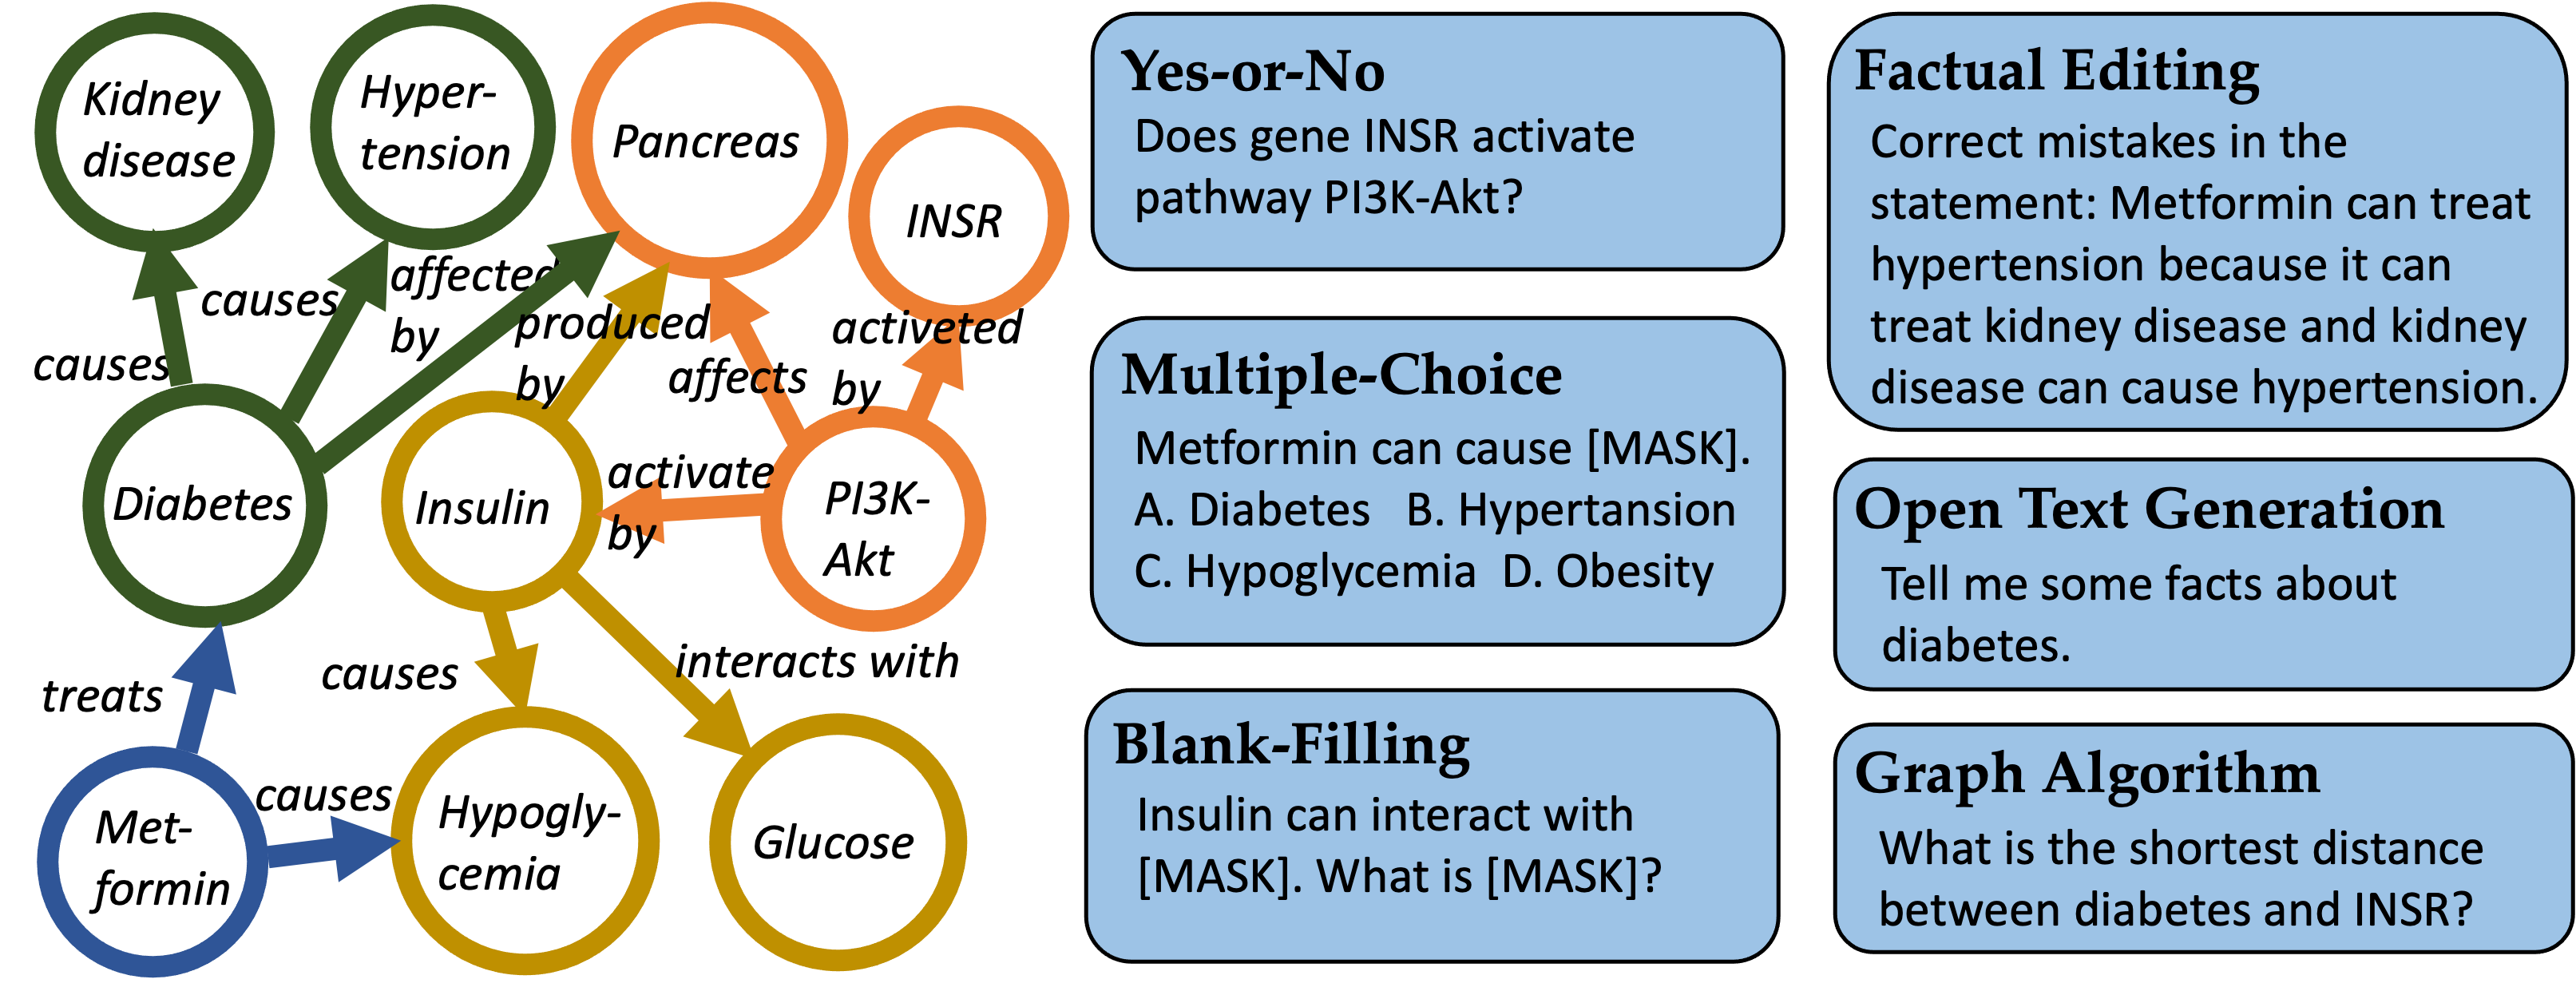 Kidney
disease
Hyper-
tension
Pancreas
INSR
causes
causes
affected
by
produced
by
affects
activeted
by
Diabetes
Insulin
activate
by
PI3K-
Akt
treats
causes
interacts with
Met-
formin
causes
Hypogly-
cemia
Glucose
Yes-or-No
Does gene INSR activate
pathway PI3K-Akt?
Multiple-Choice
Metformin can cause [MASK].
A. Diabetes B. Hypertansion
C. Hypoglycemia D. Obesity
Blank-Filling
Insulin can interact with
[MASK]. What is [MASK]?
Factual Editing
Correct mistakes in the
statement: Metformin can treat
hypertension because it can
treat kidney disease and kidney
disease can cause hypertension.
Open Text Generation
Tell me some facts about
diabetes.
Graph Algorithm
What is the shortest distance
between diabetes and INSR?